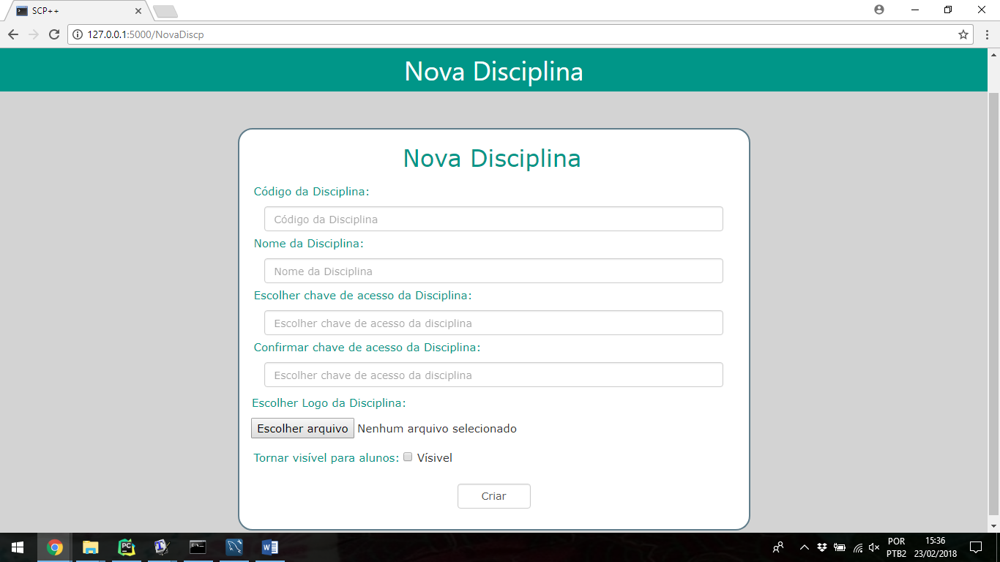 SCP++
127.0.0.1:5000/NovaDiscp
Nova Disciplina
Nova Disciplina
Código da Disciplina:
Código da Disciplina
Nome da Disciplina:
Nome da Disciplina
Escolher chave de acesso da Disciplina:
Escolher chave de acesso da disciplina
Confirmar chave de acesso da Disciplina:
Escolher chave de acesso da disciplina
Escolher Logo da Disciplina:
Escolher arquivo Nenhum arquivo selecionado
Tornar visível para alunos: Vísivel
Criar
POR 15:36
PTB2 23/02/2018